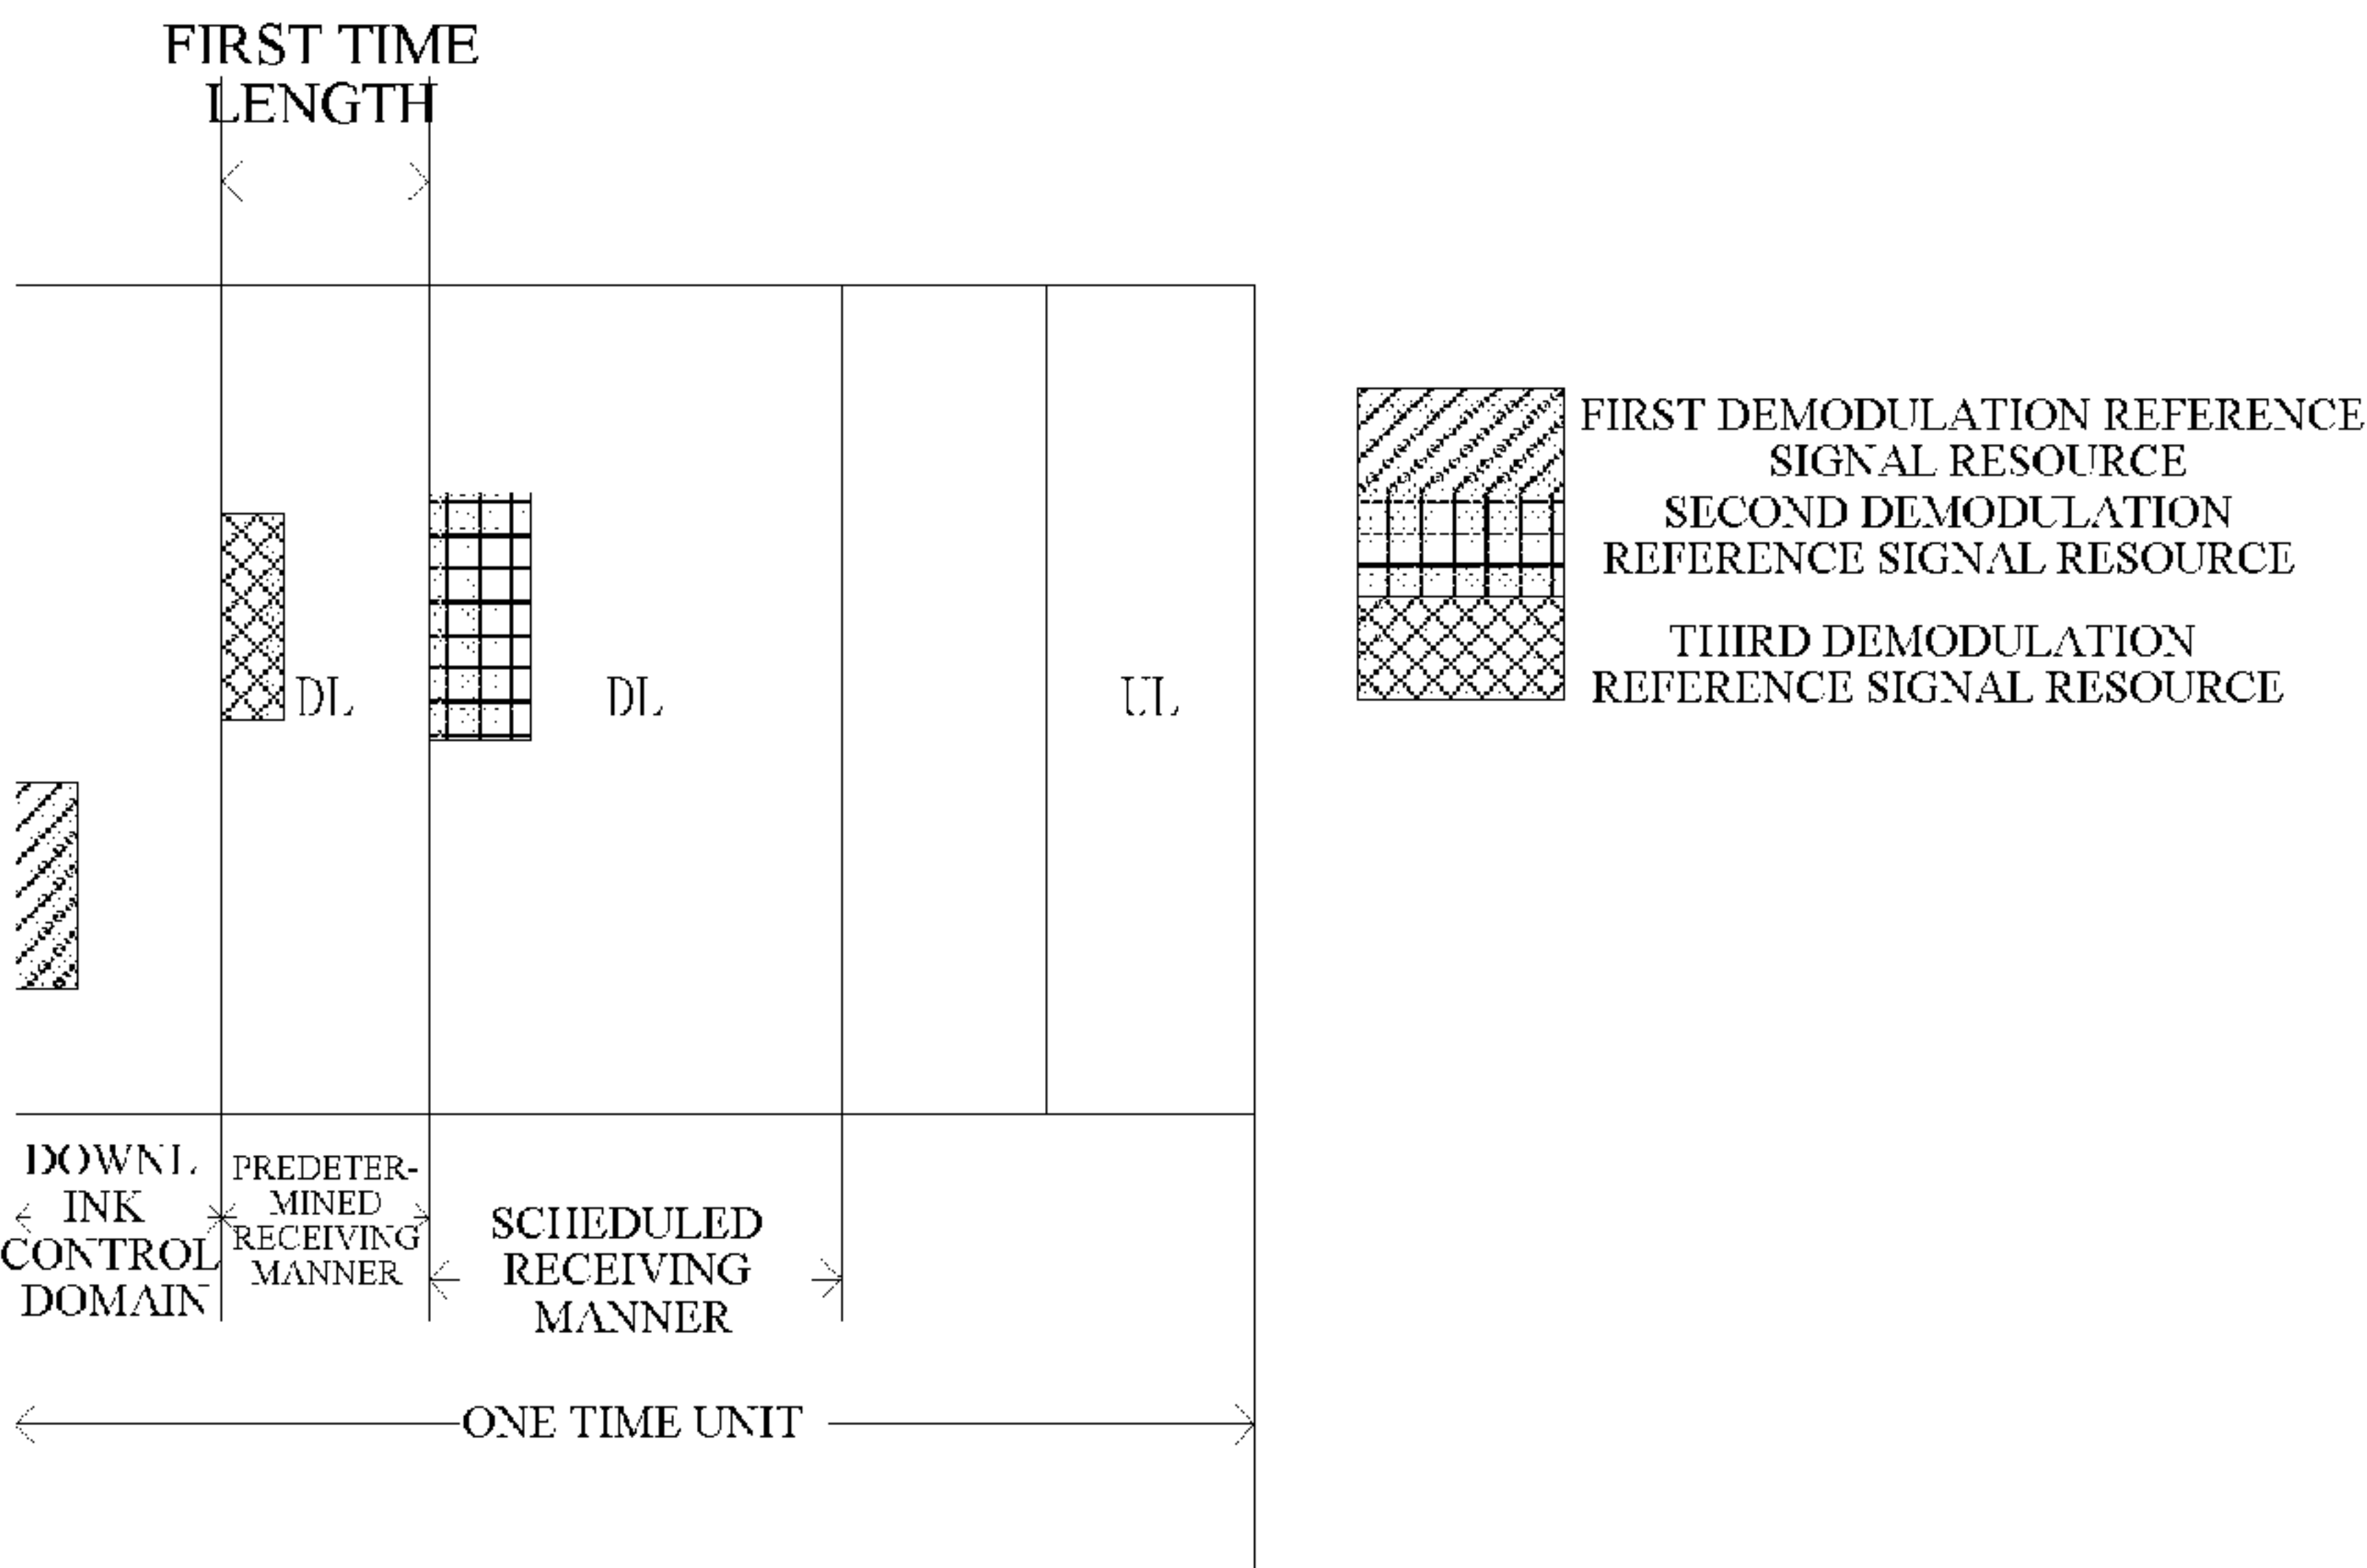 FIRST TIME
LENGTH
FIRST DEMODULATION REFERENCE
SIGNAL RESOURCE
SECOND DEMODULATION
REFERENCE SIGNAL RESOURCE
THIRD DEMODULATION
REFERENCE SIGNAL RESOURCE
DL
DL
UL
DOWNL
INK
CONTROL
DOMAIN
PREDETER-
MINED
RECEIVING
MANNER
SCHEDULED
RECEIVING
MANNER
ONE TIME UNIT